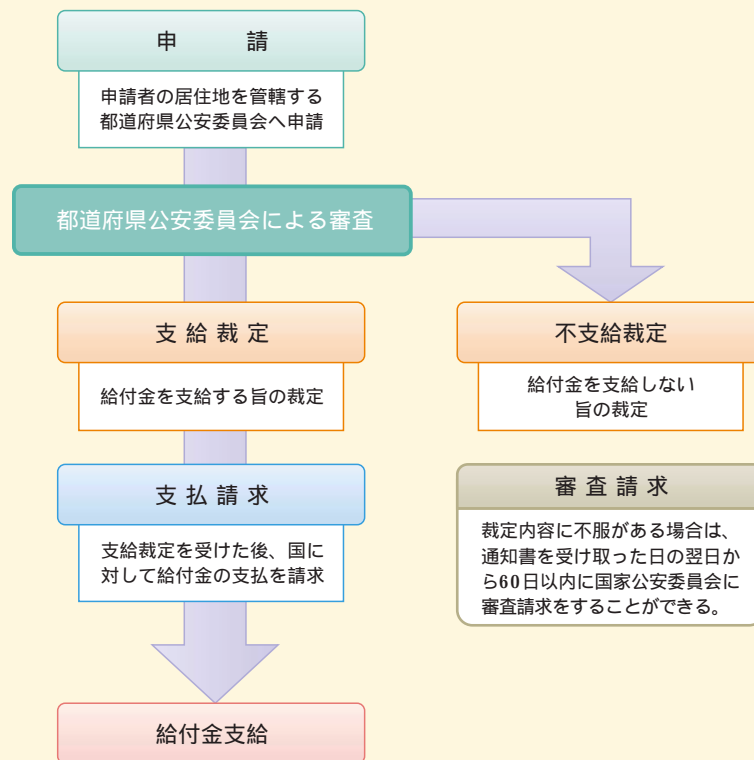 申請
申請者の居住地を管轄する
都道府県公安委員会へ申請
都道府県公安委員会による審査
支給裁定
給付金を支給する旨の裁定
不支給裁定
給付金を支給しない
旨の裁定
支払請求
支給裁定を受けた後、国に
対して給付金の支払を請求
審査請求
裁定内容に不服がある場合は、
通知書を受け取った日の翌日か
ら60日以内に国家公安委員会に
審査請求をすることができる。
給付金支給